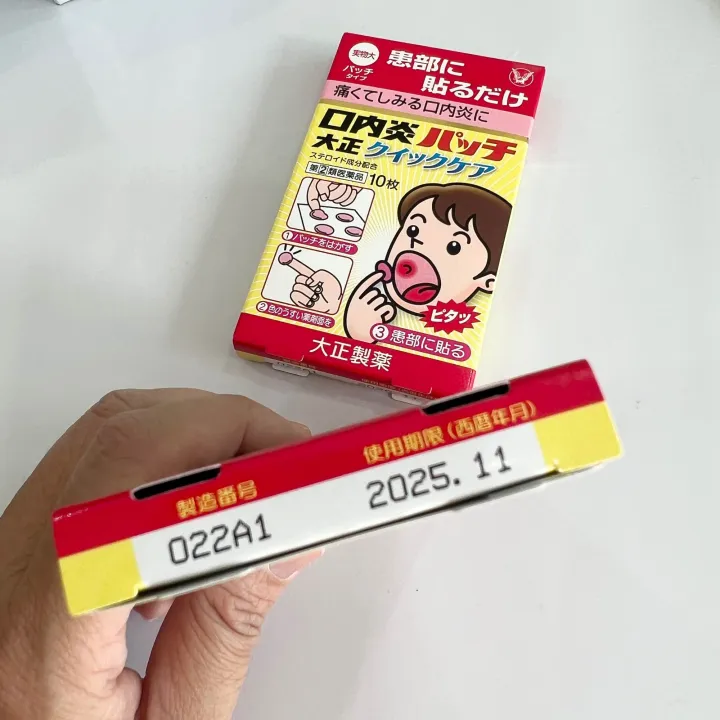 実物大
パッチ
タイプ
患部に
貼るだけ
痛くてしみる口内炎に
口内炎パッチ
大正クイックケア
ステロイド成分配合
第②類医薬品 10枚
① パッチをはがす
② 色のうすい薬剤面を
ピタッ
③ 患部に貼る
大正製薬
製造番号
022A1
使用期限(西暦年月)
2025.11